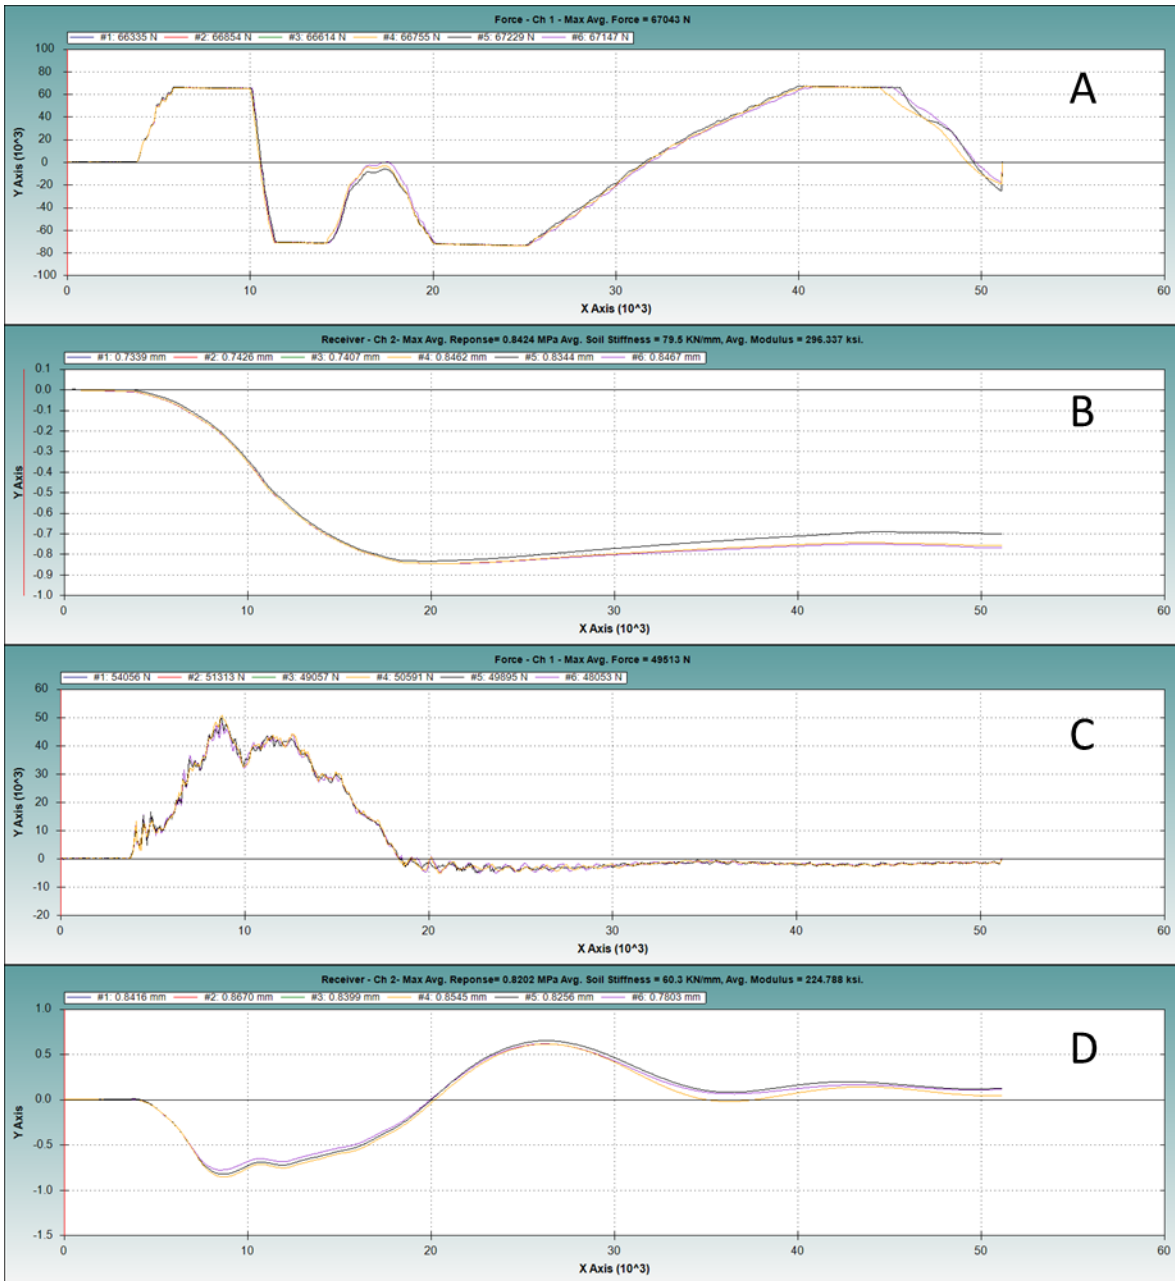 Force - Ch 1 - Max Avg. Force = 67043 N
#1: 66335 N #2: 66854 N #3: 66614 N #4: 66755 N #5: 67229 N #6: 67147 N
100
80
60
40
20
0
-20
-40
-60
-80
-100
Y Axis (10^3)
A
0 10 20 30 40 50 60
X Axis (10^3)
Receiver - Ch 2- Max Avg. Reponse= 0.8424 MPa Avg. Soil Stiffness = 79.5 KN/mm, Avg. Modulus = 296.337 ksi.
#1: 0.7339 mm #2: 0.7426 mm #3: 0.7407 mm #4: 0.8462 mm #5: 0.8344 mm #6: 0.8467 mm
0.1
0.0
-0.1
-0.2
-0.3
-0.4
-0.5
-0.6
-0.7
-0.8
-0.9
-1.0
Y Axis
B
0 10 20 30 40 50 60
X Axis (10^3)
Force - Ch 1 - Max Avg. Force = 49513 N
#1: 54056 N #2: 51313 N #3: 49057 N #4: 50591 N #5: 49895 N #6: 48053 N
60
50
40
30
20
10
0
-10
-20
Y Axis (10^3)
C
0 10 20 30 40 50 60
X Axis (10^3)
Receiver - Ch 2- Max Avg. Reponse= 0.8202 MPa Avg. Soil Stiffness = 60.3 KN/mm, Avg. Modulus = 224.788 ksi.
#1: 0.8416 mm #2: 0.8670 mm #3: 0.8399 mm #4: 0.8545 mm #5: 0.8256 mm #6: 0.7803 mm
1.0
0.5
0.0
-0.5
-1.0
-1.5
Y Axis
D
0 10 20 30 40 50 60
X Axis (10^3)